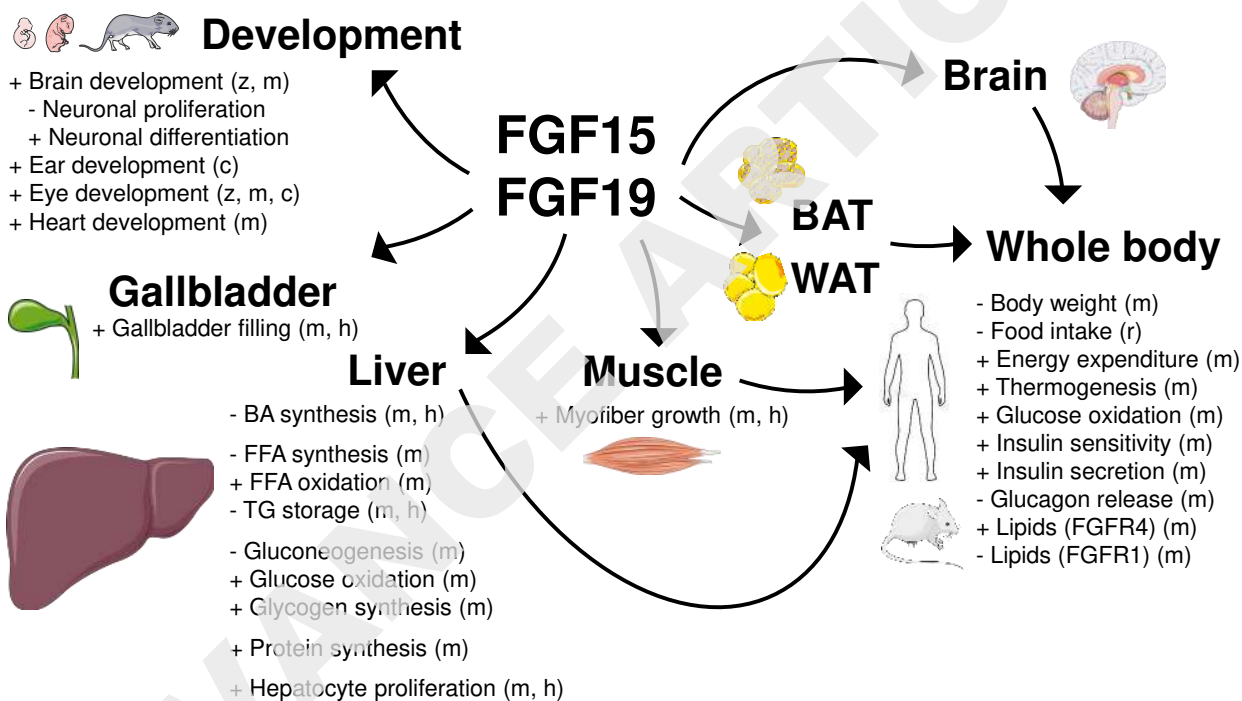 Development
+ Brain development (z, m)
- Neuronal proliferation
+ Neuronal differentiation
+ Ear development (c)
+ Eye development (z, m, c)
+ Heart development (m)
FGF15
FGF19
Brain
BAT
WAT
Whole body
- Body weight (m)
- Food intake (r)
+ Energy expenditure (m)
+ Thermogenesis (m)
+ Glucose oxidation (m)
+ Insulin sensitivity (m)
+ Insulin secretion (m)
- Glucagon release (m)
+ Lipids (FGFR4) (m)
- Lipids (FGFR1) (m)
Gallbladder
+ Gallbladder filling (m, h)
Liver
- BA synthesis (m, h)
- FFA synthesis (m)
+ FFA oxidation (m)
- TG storage (m, h)
- Gluconeogenesis (m)
+ Glucose oxidation (m)
+ Glycogen synthesis (m)
+ Protein synthesis (m)
+ Hepatocyte proliferation (m, h)
Muscle
+ Myofiber growth (m, h)
VANCE ARTIC